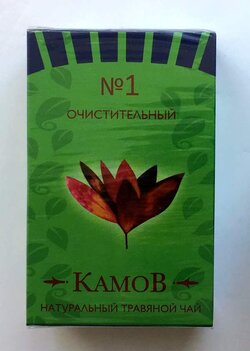 №1
ОЧИСТИТЕЛЬНЫЙ
КАМОВ
НАТУРАЛЬНЫЙ ТРАВЯНОЙ ЧАЙ